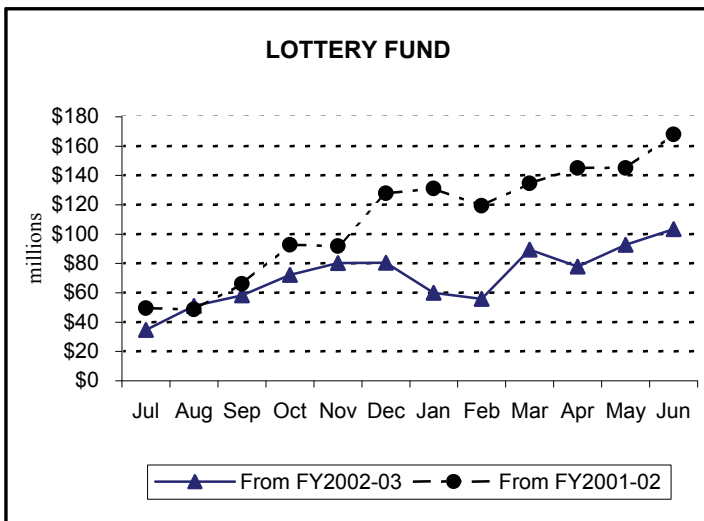 LOTTERY FUND
millions
$180
$160
$140
$120
$100
$80
$60
$40
$20
$0
Jul Aug Sep Oct Nov Dec Jan Feb Mar Apr May Jun
From FY2002-03 From FY2001-02